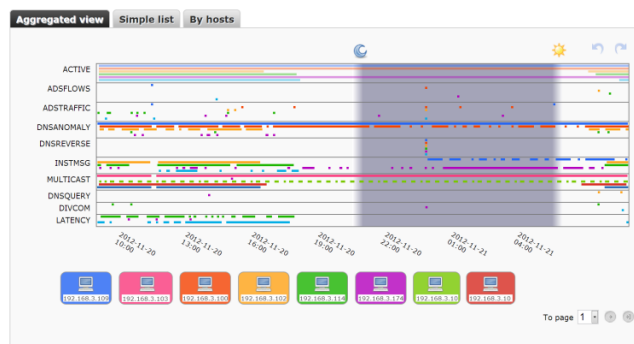 Aggregated view Simple list By hosts
ACTIVE
ADSFLOWS
ADSTRAFFIC
DNSANOMALY
DNSREVERSE
INSTMSG
MULTICAST
DNSQUERY
DIVCOM
LATENCY
2012-11-20 10:00
2012-11-20 13:00
2012-11-20 16:00
2012-11-20 19:00
2012-11-20 22:00
2012-11-21 01:00
2012-11-21 04:00
192.168.3.109 192.168.3.103 192.168.3.100 192.168.3.102 192.168.3.114 192.168.3.174 192.168.3.10 192.168.3.10
To page 1